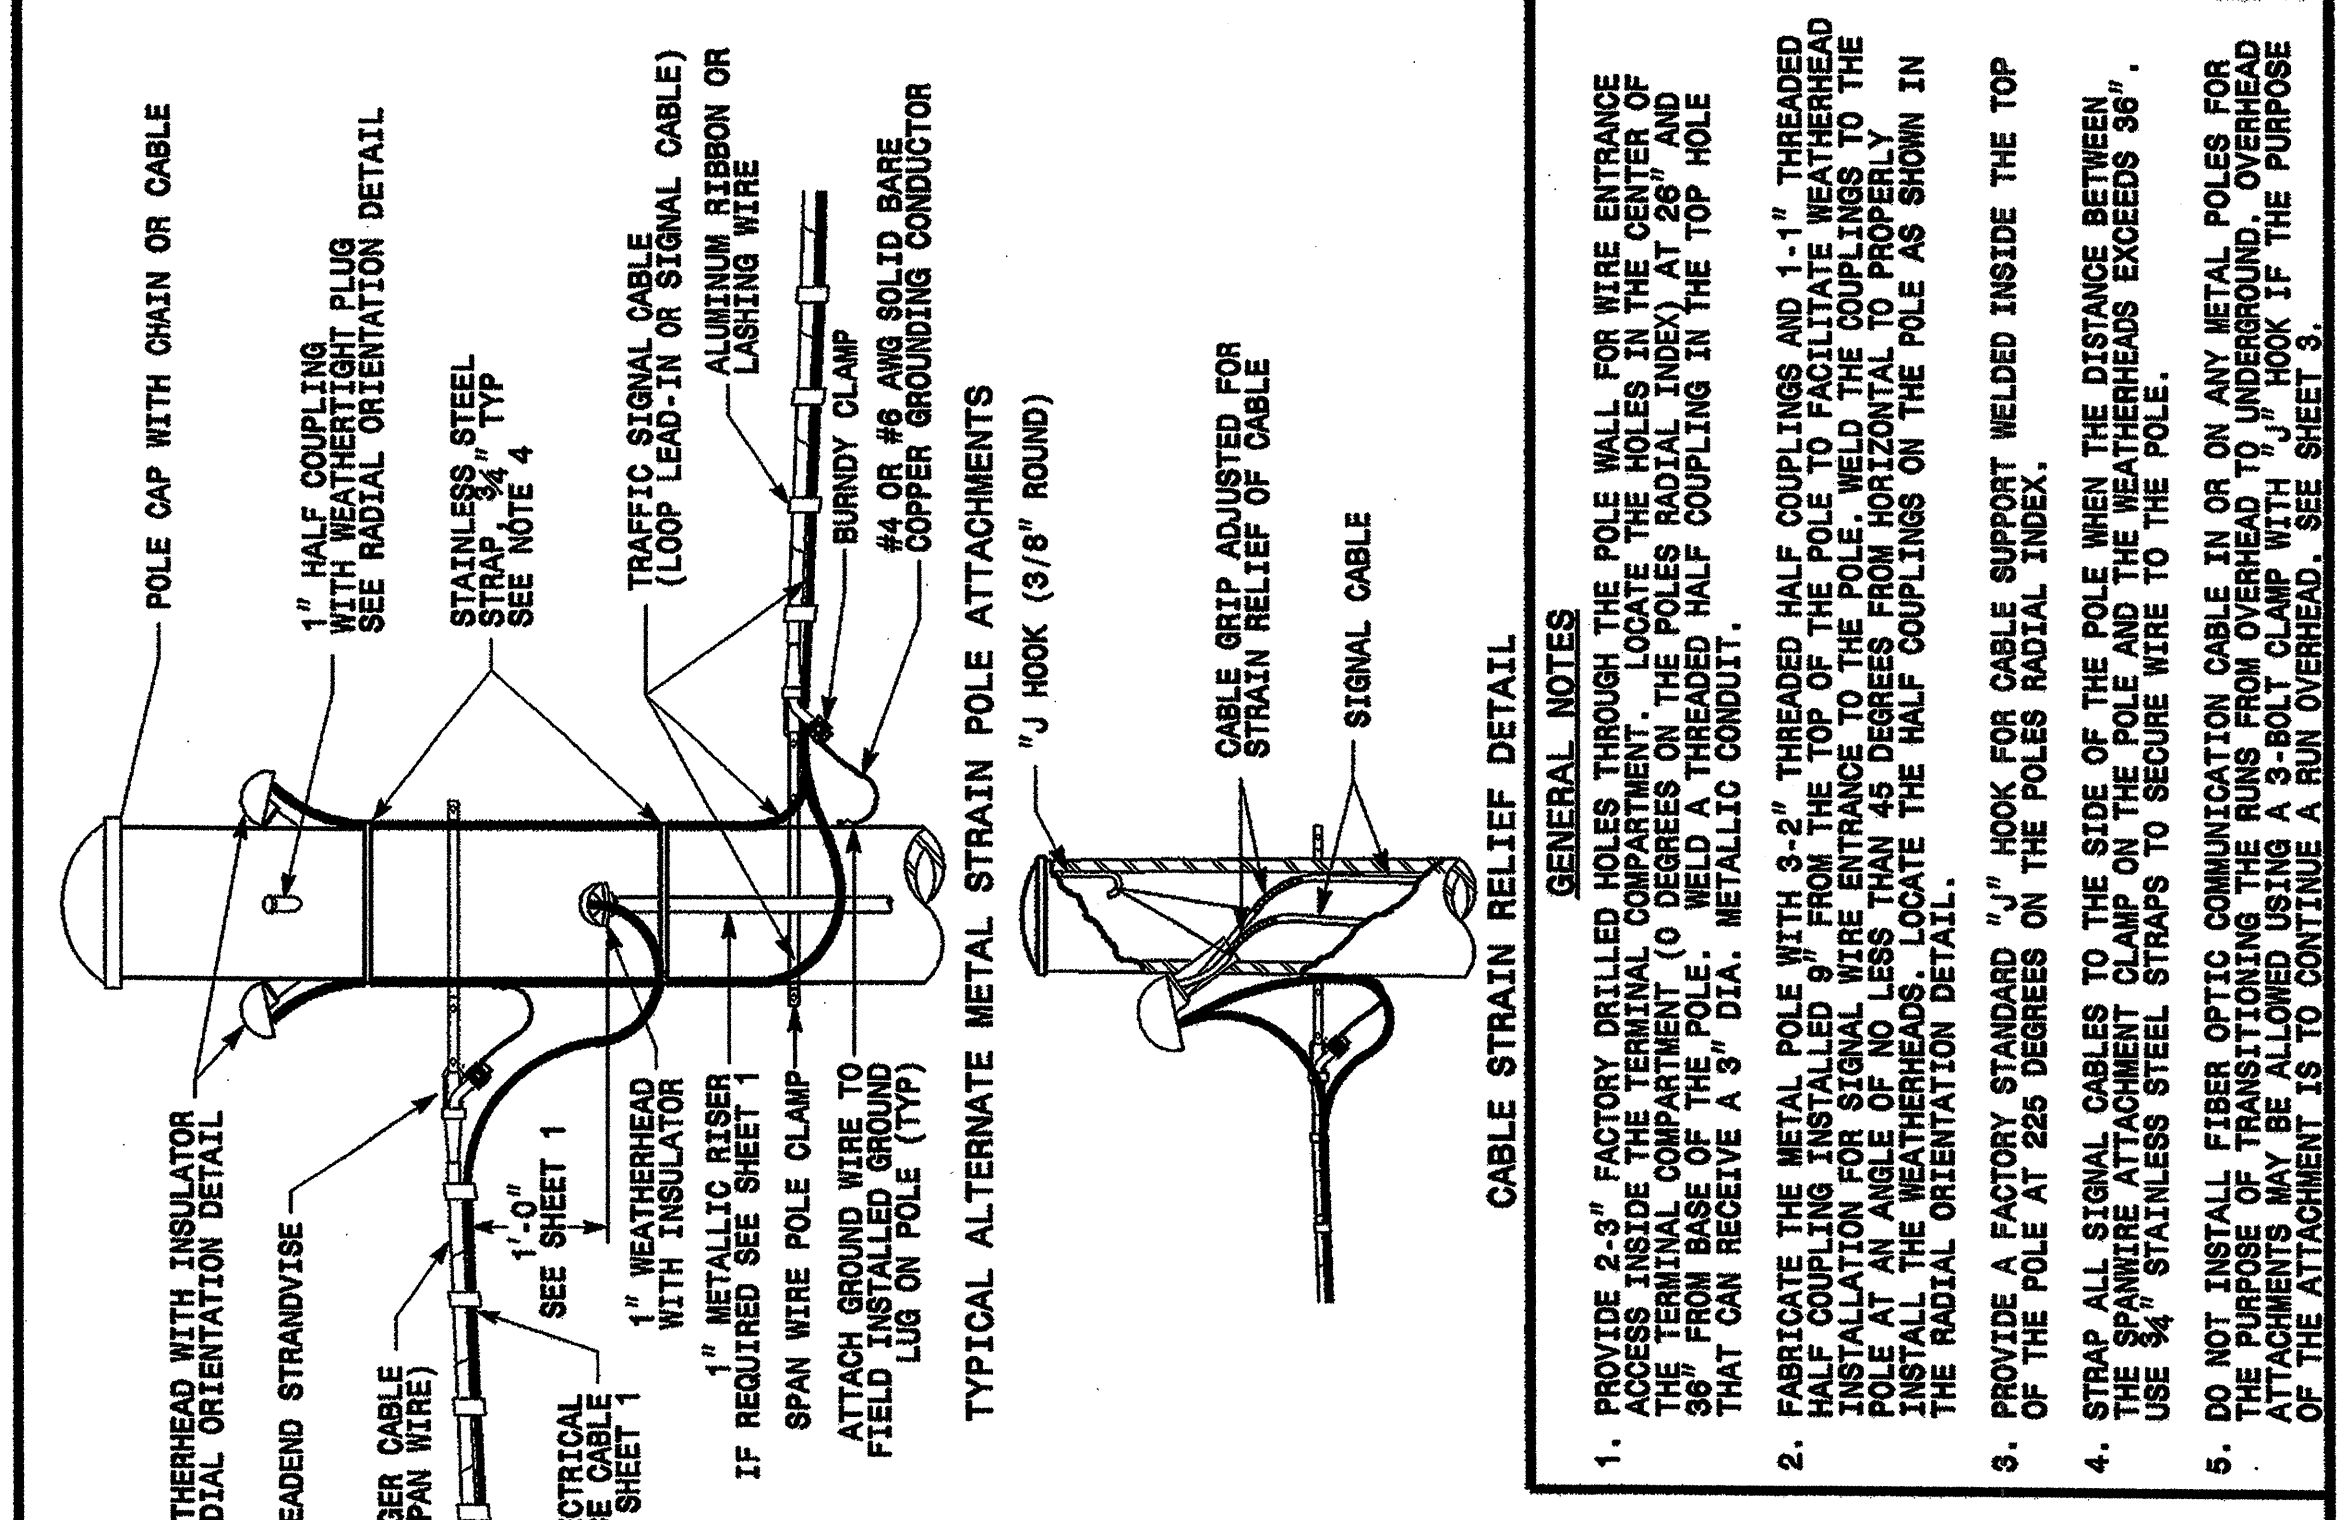 POLE CAP WITH CHAIN OR CABLE
1" HALF COUPLING
WITH WEATHERTIGHT PLUG
SEE RADIAL ORIENTATION DETAIL
STAINLESS STEEL
STRAP, ¾" TYP
SEE NOTE 4
TRAFFIC SIGNAL CABLE
(LOOP LEAD-IN OR SIGNAL CABLE)
ALUMINUM RIBBON OR
LASHING WIRE
BURNDY CLAMP
#4 OR #6 AWG SOLID BARE
COPPER GROUNDING CONDUCTOR
THERHEAD WITH INSULATOR
DIAL ORIENTATION DETAIL
EADEND STRANDVISE
GER CABLE
PAN WIRE)
CTRICAL
CE CABLE
SHEET 1
1'-0"
SEE SHEET 1
1" WEATHERHEAD
WITH INSULATOR
1" METALLIC RISER
IF REQUIRED SEE SHEET 1
SPAN WIRE POLE CLAMP
ATTACH GROUND WIRE TO
FIELD INSTALLED GROUND
LUG ON POLE (TYP)
TYPICAL ALTERNATE METAL STRAIN POLE ATTACHMENTS
"J HOOK (3/8" ROUND)
CABLE GRIP ADJUSTED FOR
STRAIN RELIEF OF CABLE
SIGNAL CABLE
CABLE STRAIN RELIEF DETAIL
GENERAL NOTES
1. PROVIDE 2-3" FACTORY DRILLED HOLES THROUGH THE POLE WALL FOR WIRE ENTRANCE
ACCESS INSIDE THE TERMINAL COMPARTMENT. LOCATE THE HOLES IN THE CENTER OF
THE TERMINAL COMPARTMENT (0 DEGREES ON THE POLES RADIAL INDEX) AT 26" AND
36" FROM BASE OF THE POLE. WELD A THREADED HALF COUPLING IN THE TOP HOLE
THAT CAN RECEIVE A 3" DIA. METALLIC CONDUIT.
2. FABRICATE THE METAL POLE WITH 3-2" THREADED HALF COUPLINGS AND 1-1" THREADED
HALF COUPLING INSTALLED 9" FROM THE TOP OF THE POLE TO FACILITATE WEATHERHEAD
INSTALLATION FOR SIGNAL WIRE ENTRANCE TO THE POLE. WELD THE COUPLINGS TO THE
POLE AT AN ANGLE OF NO LESS THAN 45 DEGREES FROM HORIZONTAL TO PROPERLY
INSTALL THE WEATHERHEADS. LOCATE THE HALF COUPLINGS ON THE POLE AS SHOWN IN
THE RADIAL ORIENTATION DETAIL.
3. PROVIDE A FACTORY STANDARD "J" HOOK FOR CABLE SUPPORT WELDED INSIDE THE TOP
OF THE POLE AT 225 DEGREES ON THE POLES RADIAL INDEX.
4. STRAP ALL SIGNAL CABLES TO THE SIDE OF THE POLE WHEN THE DISTANCE BETWEEN
THE SPANWIRE ATTACHMENT CLAMP ON THE POLE AND THE WEATHERHEADS EXCEEDS 36".
USE ¾" STAINLESS STEEL STRAPS TO SECURE WIRE TO THE POLE.
5. DO NOT INSTALL FIBER OPTIC COMMUNICATION CABLE IN OR ON ANY METAL POLES FOR
THE PURPOSE OF TRANSITIONING THE RUNS FROM OVERHEAD TO UNDERGROUND. OVERHEAD
ATTACHMENTS MAY BE ALLOWED USING A 3-BOLT CLAMP WITH "J" HOOK IF THE PURPOSE
OF THE ATTACHMENT IS TO CONTINUE A RUN OVERHEAD. SEE SHEET 3.